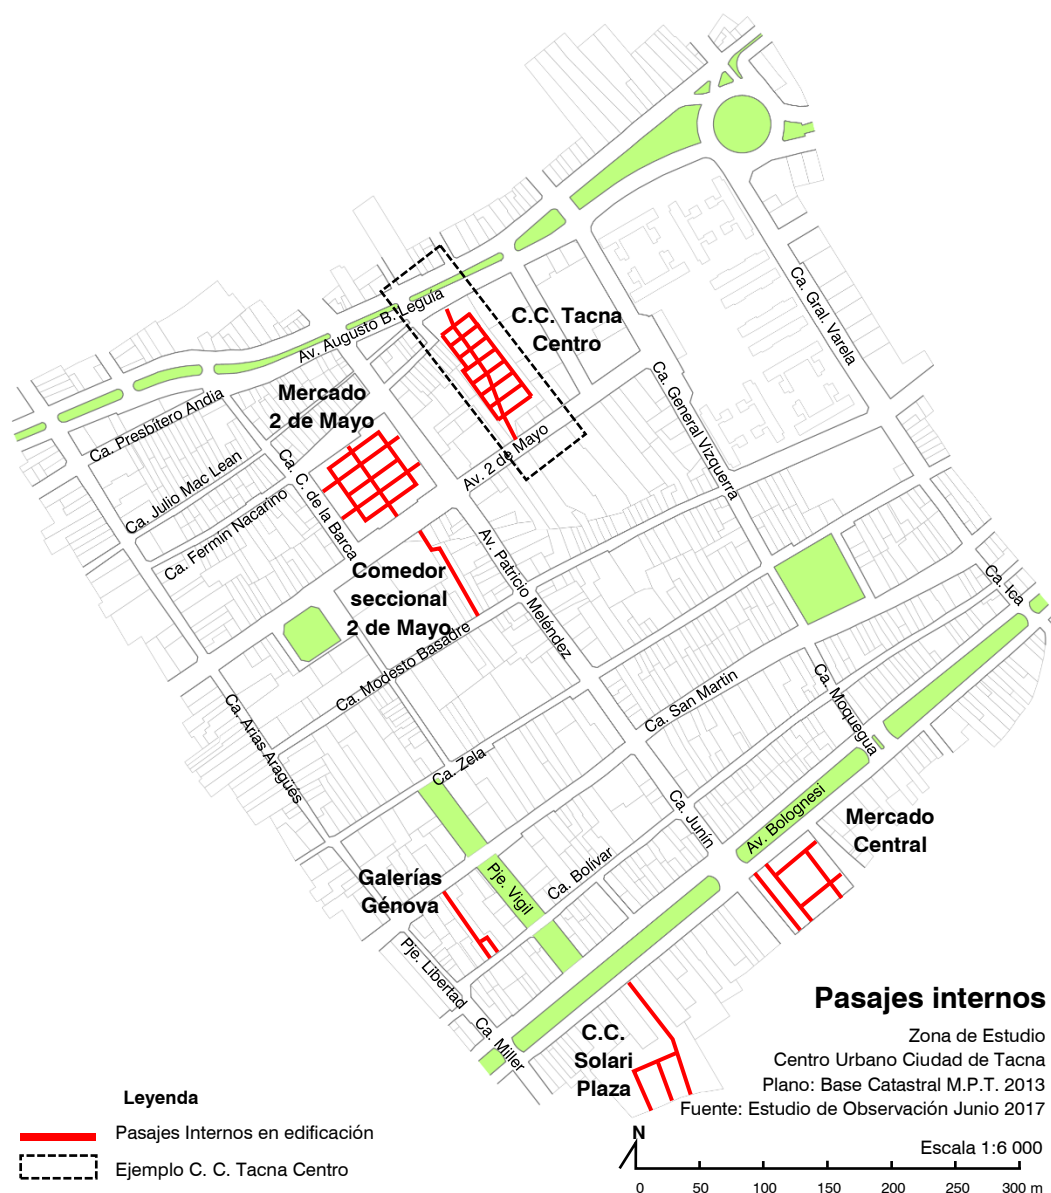 C.C. Tacna
Centro
Ca. Gral. Varela
Av. Augusto B. Leguía
Mercado
2 de Mayo
Ca. Presbítero Andia
Ca. General Vizquerra
Av. 2 de Mayo
Ca. Julio Mac Lean
Ca. C. de la Barca
Ca. Fermin Nacarino
Av. Patricio Meléndez
Comedor
seccional
2 de Mayo
Ca. Ica
Ca. Modesto Basadre
Ca. San Martin
Ca. Moquegua
Ca. Arias Aragüés
Ca. Zela
Ca. Junín
Av. Bolognesi
Mercado
Central
Galerías
Génova
Pje. Vigil
Ca. Bolívar
Pje. Libertad
Ca. Miller
C.C.
Solari
Plaza
Pasajes internos
Zona de Estudio
Centro Urbano Ciudad de Tacna
Plano: Base Catastral M.P.T. 2013
Fuente: Estudio de Observación Junio 2017
Leyenda
Pasajes Internos en edificación
Ejemplo C. C. Tacna Centro
N
Escala 1:6 000
0 50 100 150 200 250 300 m